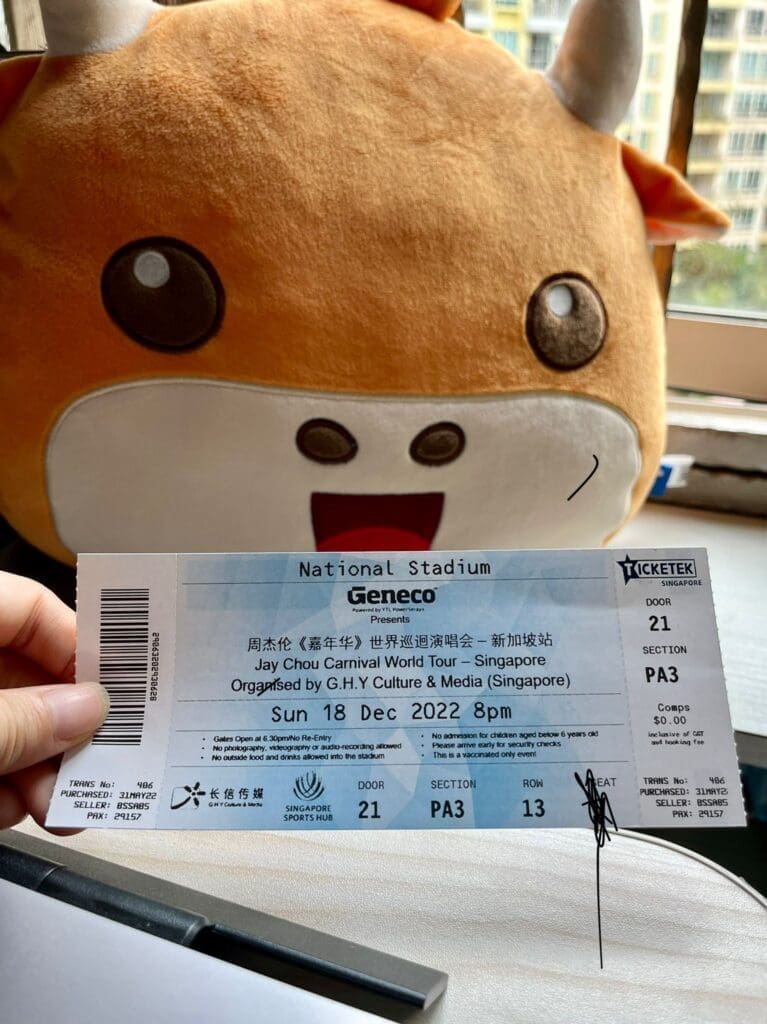 National Stadium
Geneco
Powered by YTL PowerSeraya
Presents
周杰伦《嘉年华》世界巡迴演唱会 – 新加坡站
Jay Chou Carnival World Tour – Singapore
Organised by G.H.Y Culture & Media (Singapore)
Sun 18 Dec 2022 8pm
• Gates Open at 6.30pm/No Re-Entry
• No photography, videography or audio-recording allowed
• No outside food and drinks allowed into the stadium
• No admission for children aged below 6 years old
• Please arrive early for security checks
• This is a vaccinated only event!
长信传媒
G.H.Y Culture & Media
SINGAPORE
SPORTS HUB
DOOR SECTION ROW SEAT
21 PA3 13
TRANS No: 406
PURCHASED: 31MAY22
SELLER: BSSABS
PAX: 29157
TICKETEK
SINGAPORE
DOOR
21
SECTION
PA3
Comps
$0.00
inclusive of GST
and booking fee
TRANS No: 406
PURCHASED: 31MAY22
SELLER: BSSABS
PAX: 29157